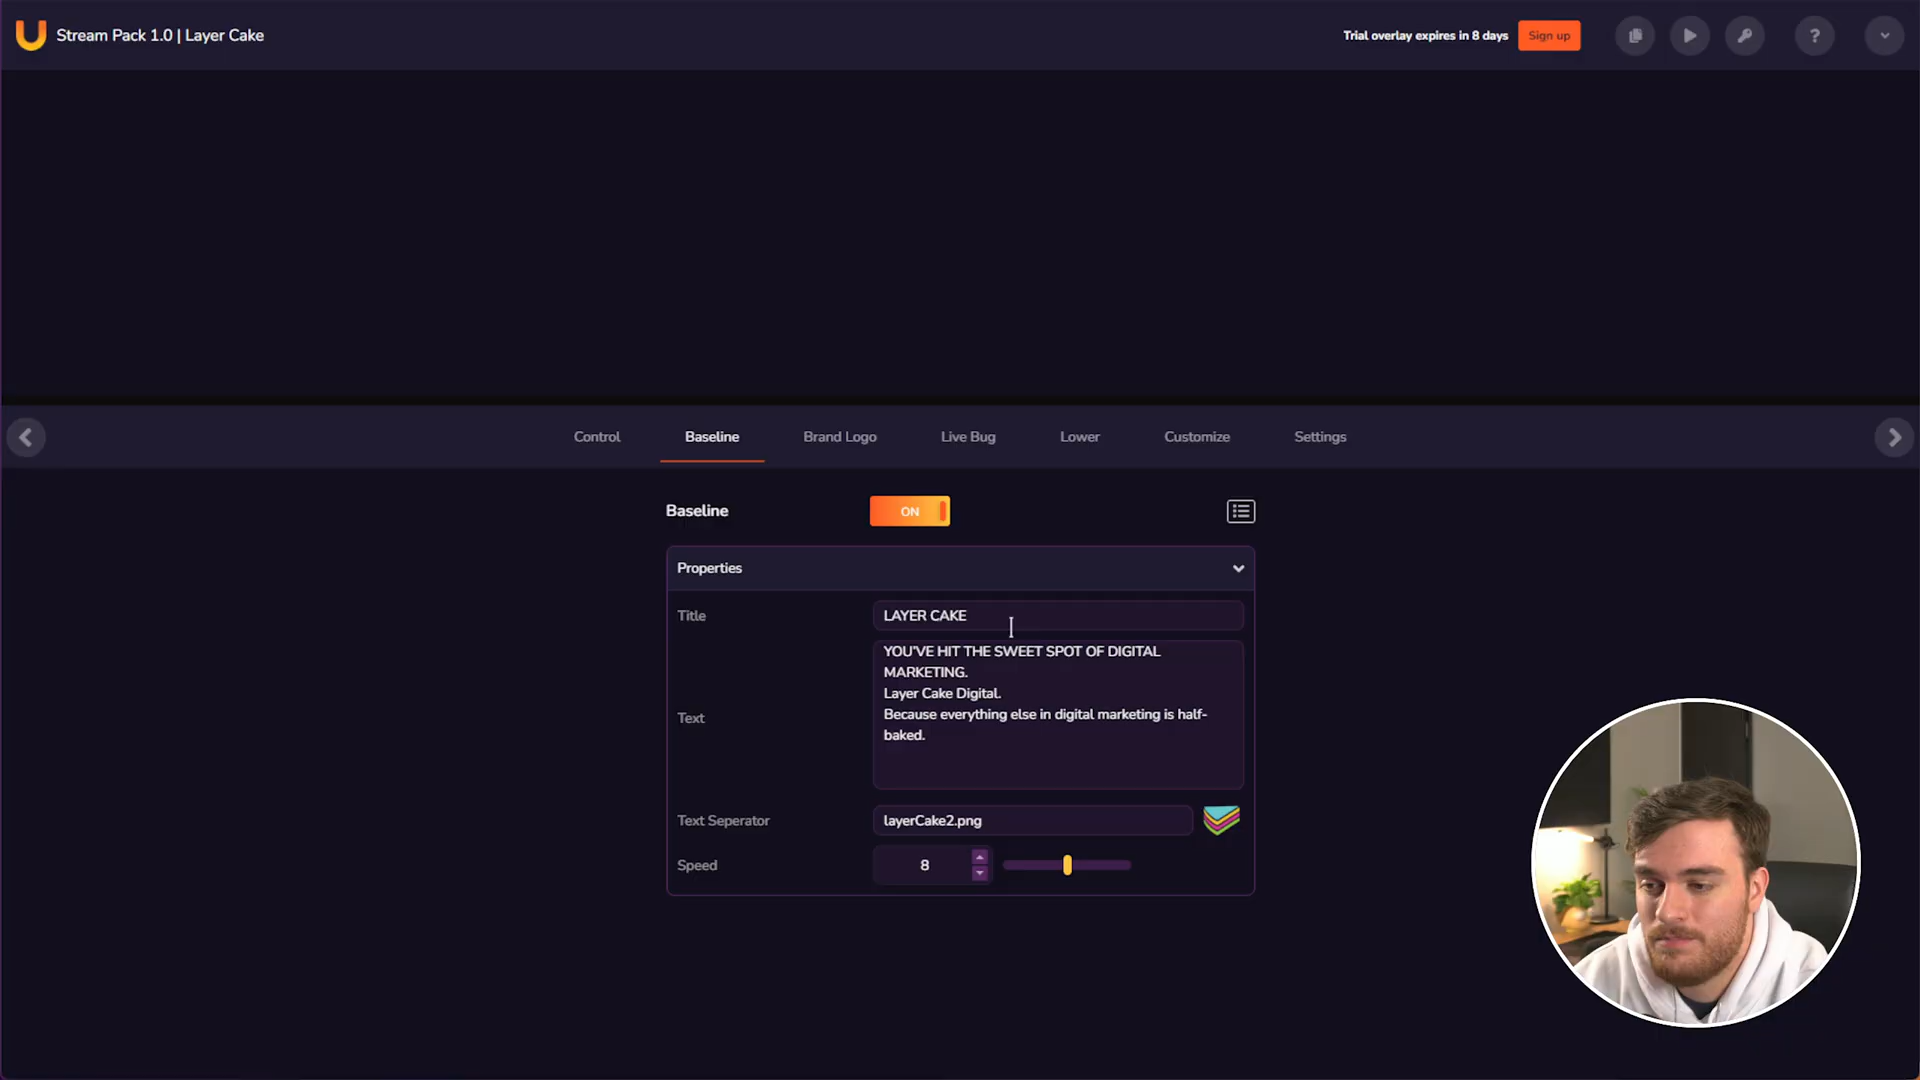 Stream Pack 1.0 | Layer Cake
Trial overlay expires in 8 days
Sign up
?
Control
Baseline
Brand Logo
Live Bug
Lower
Customize
Settings
Baseline
ON
Properties
Title
LAYER CAKE
Text
YOU'VE HIT THE SWEET SPOT OF DIGITAL
MARKETING.
Layer Cake Digital.
Because everything else in digital marketing is half-
baked.
Text Seperator
layerCake2.png
Speed
8